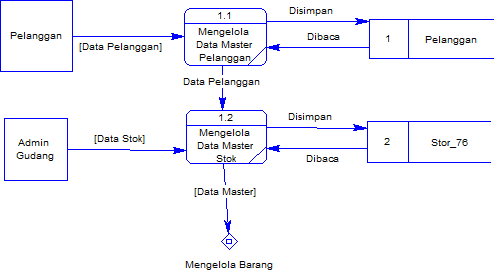 1.1
Disimpan
Pelanggan
[Data Pelanggan]
Mengelola
Data Master
Pelanggan
Dibaca
1
Pelanggan
Data Pelanggan
1.2
Disimpan
Admin
Gudang
[Data Stok]
Mengelola
Data Master
Stok
Dibaca
2
Stor_76
[Data Master]
Mengelola Barang